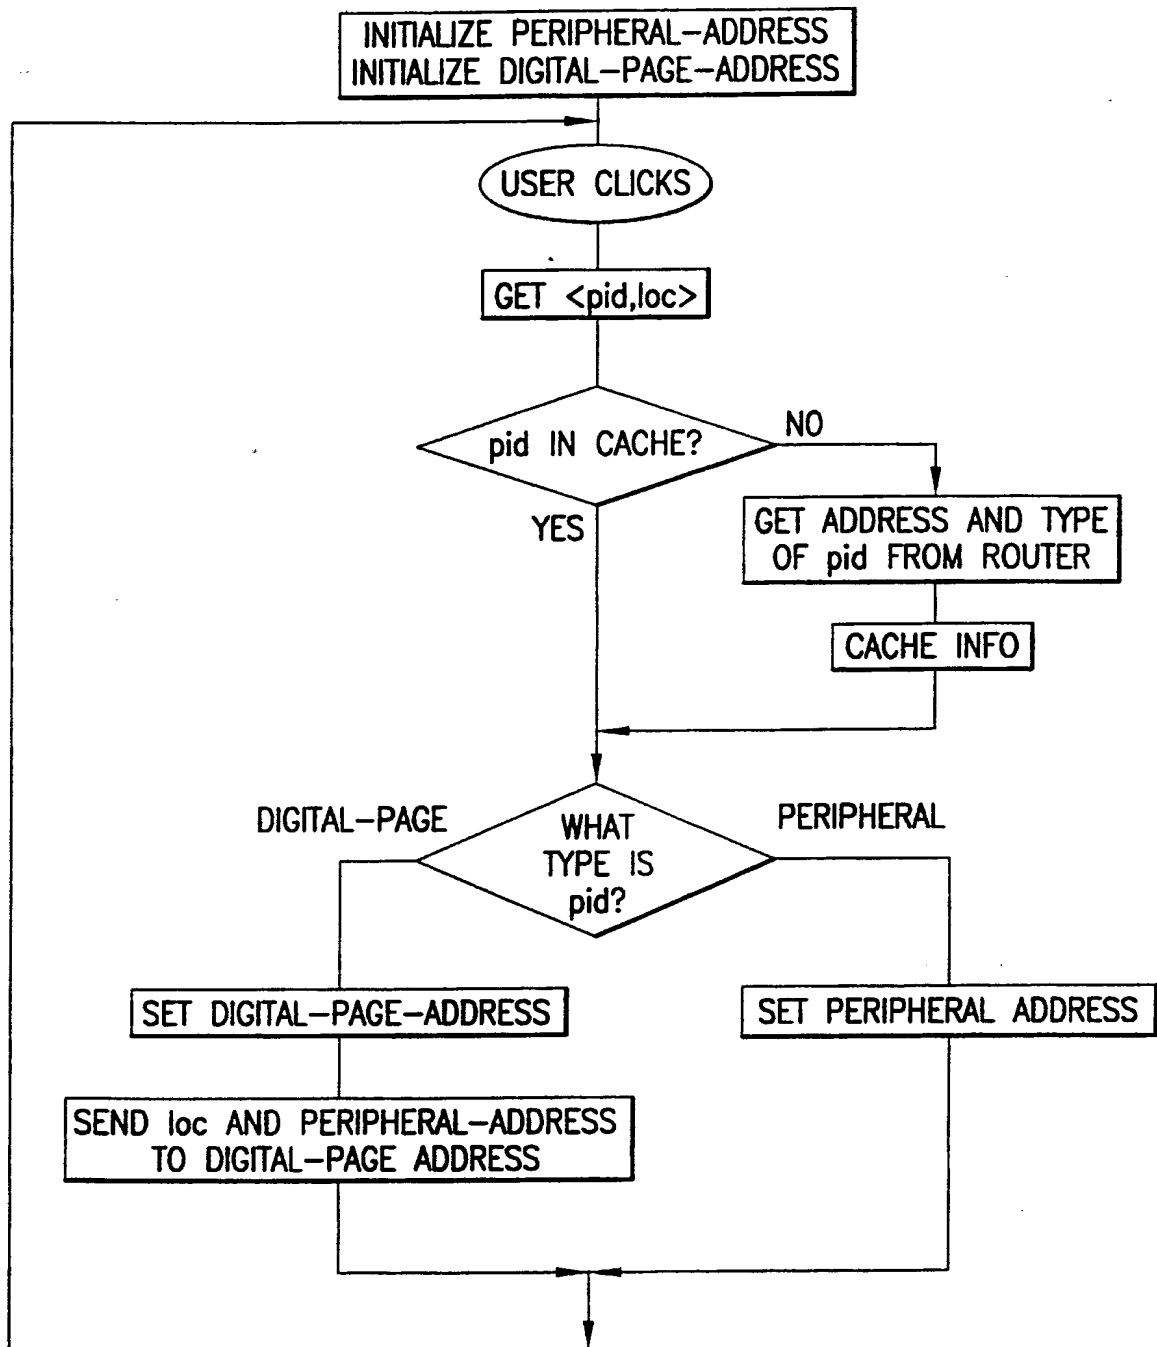 INITIALIZE PERIPHERAL-ADDRESS
INITIALIZE DIGITAL-PAGE-ADDRESS
USER CLICKS
GET <pid,loc>
pid IN CACHE?
NO
YES
GET ADDRESS AND TYPE
OF pid FROM ROUTER
CACHE INFO
DIGITAL-PAGE
WHAT
TYPE IS
pid?
PERIPHERAL
SET DIGITAL-PAGE-ADDRESS
SET PERIPHERAL ADDRESS
SEND loc AND PERIPHERAL-ADDRESS
TO DIGITAL-PAGE ADDRESS